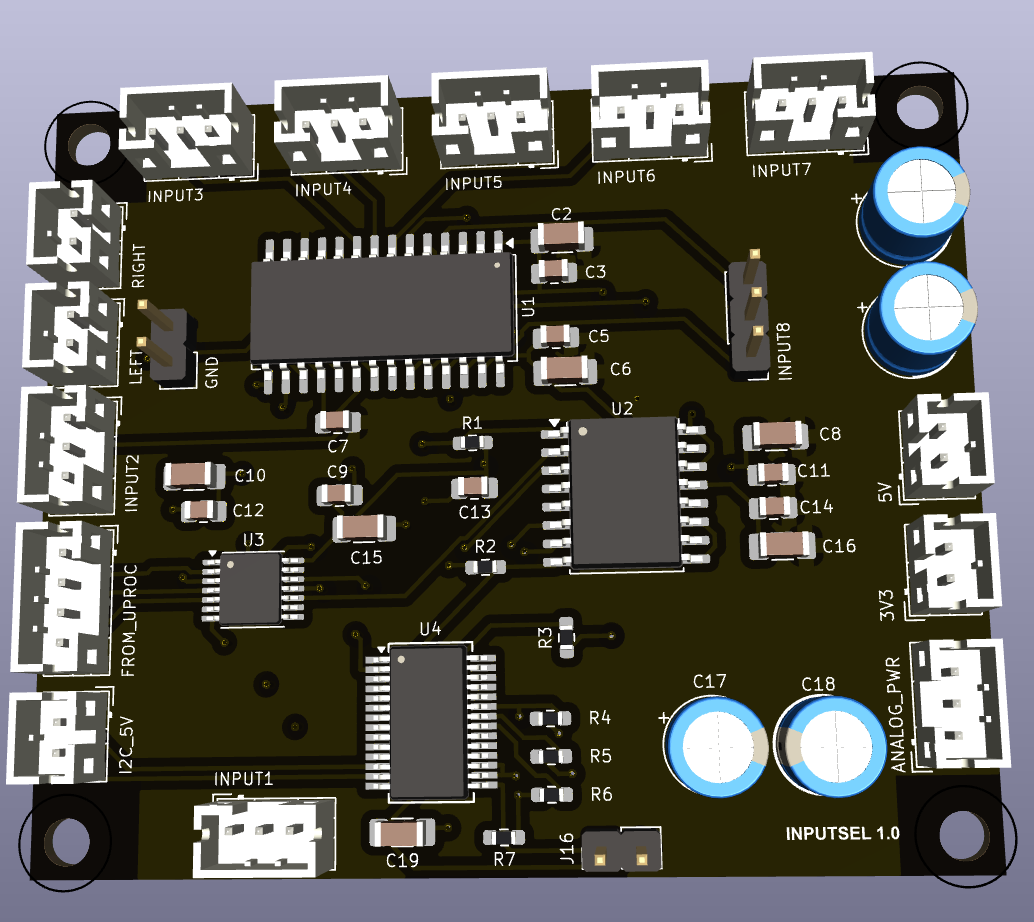 INPUT3
INPUT4
INPUT5
INPUT6
INPUT7
RIGHT
C2
+
C3
U1
C5
C6
INPUT8
+
LEFT
GND
C7
R1
U2
C8
INPUT2
C10
C9
C13
C11
5V
C12
C14
C15
C16
U3
R2
FROM_UPROC
3V3
U4
R3
C17
C18
ANALOG_PWR
+
R4
I2C_5V
R5
INPUT1
R6
C19
R7
J16
INPUTSEL 1.0